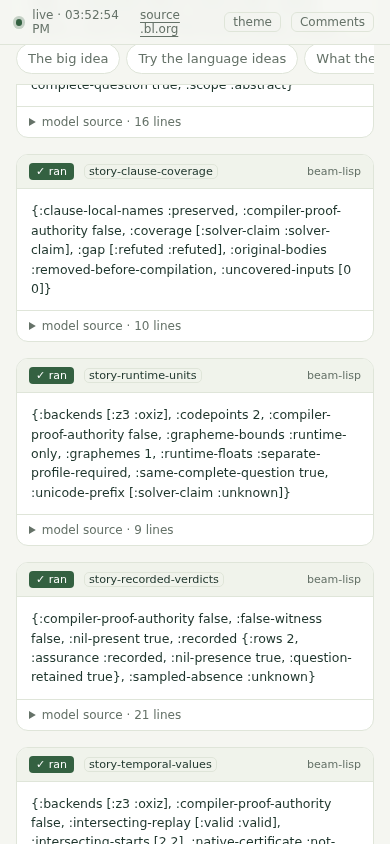 live · 03:52:54
PM
source
.bl.org
theme
Comments
The big idea
Try the language ideas
What the
complete-question true, :scope :abstract}
▶ model source · 16 lines
✓ ran
story-clause-coverage
beam-lisp
{:clause-local-names :preserved, :compiler-proof-
authority false, :coverage [:solver-claim :solver-
claim], :gap [:refuted :refuted], :original-bodies
:removed-before-compilation, :uncovered-inputs [0
0]}
▶ model source · 10 lines
✓ ran
story-runtime-units
beam-lisp
{:backends [:z3 :oxiz], :codepoints 2, :compiler-
proof-authority false, :grapheme-bounds :runtime-
only, :graphemes 1, :runtime-floats :separate-
profile-required, :same-complete-question true,
:unicode-prefix [:solver-claim :unknown]}
▶ model source · 9 lines
✓ ran
story-recorded-verdicts
beam-lisp
{:compiler-proof-authority false, :false-witness
false, :nil-present true, :recorded {:rows 2,
:assurance :recorded, :nil-presence true, :question-
retained true}, :sampled-absence :unknown}
▶ model source · 21 lines
✓ ran
story-temporal-values
beam-lisp
{:backends [:z3 :oxiz], :compiler-proof-authority
false, :intersecting-replay [:valid :valid],
:intersecting-starts [2 2], :native-certificate :not-